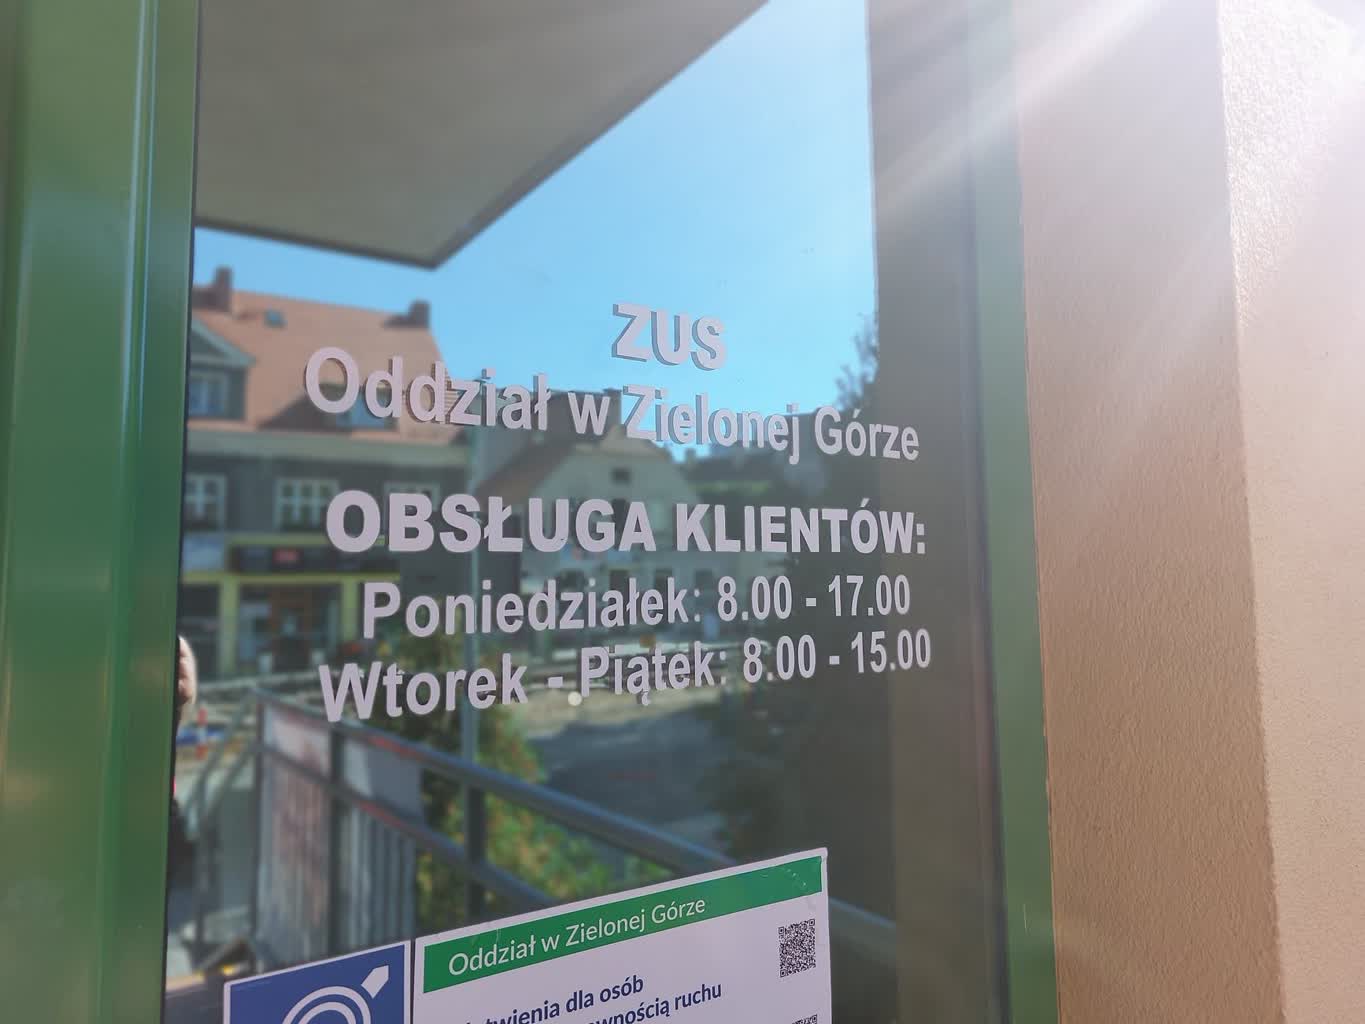 ZUS
Oddział w Zielonej Górze
OBSŁUGA KLIENTÓW:
Poniedziałek: 8.00 - 17.00
Wtorek - Piątek: 8.00 - 15.00
Oddział w Zielonej Górze
dla osób
ruchu